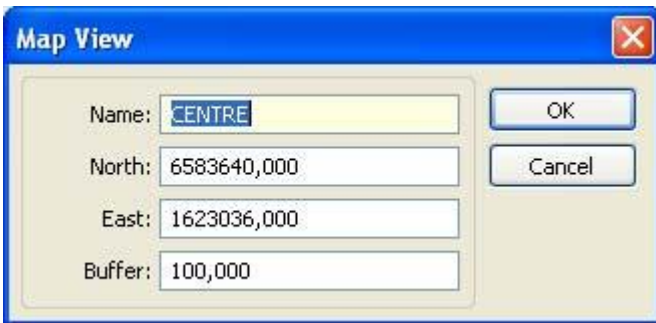 Map View
Name: CENTRE
OK
North: 6583640,000
Cancel
East: 1623036,000
Buffer: 100,000